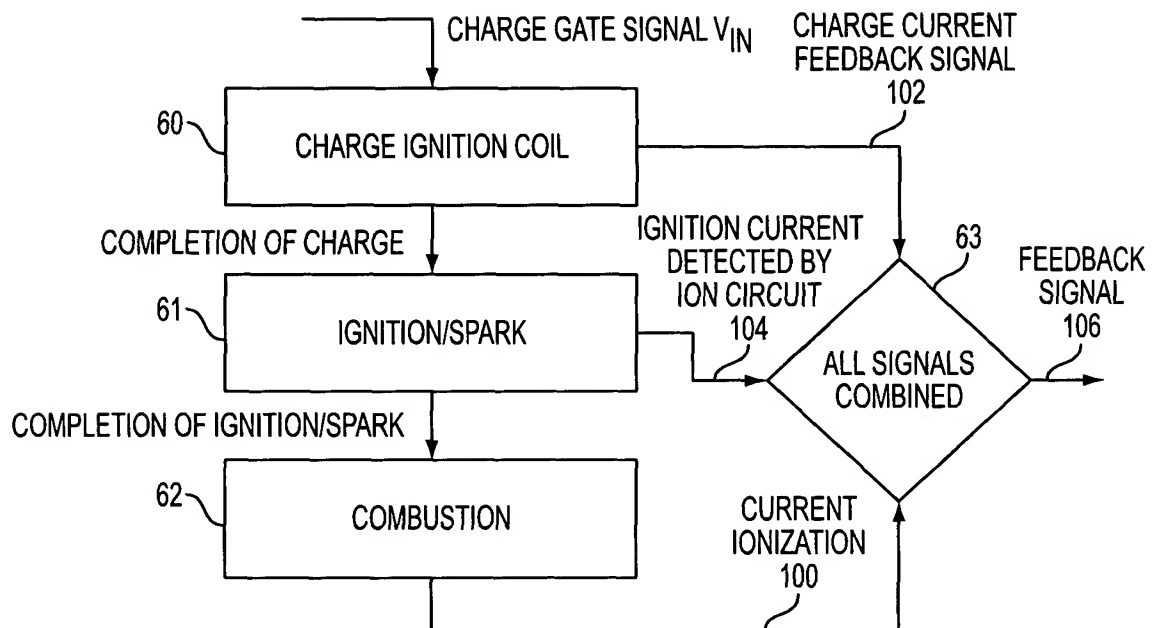 CHARGE GATE SIGNAL VIN
CHARGE CURRENT
FEEDBACK SIGNAL
102
60
CHARGE IGNITION COIL
COMPLETION OF CHARGE
IGNITION CURRENT
DETECTED BY
ION CIRCUIT
104
63
FEEDBACK
SIGNAL
106
61
IGNITION/SPARK
ALL SIGNALS
COMBINED
COMPLETION OF IGNITION/SPARK
62
COMBUSTION
CURRENT
IONIZATION
100